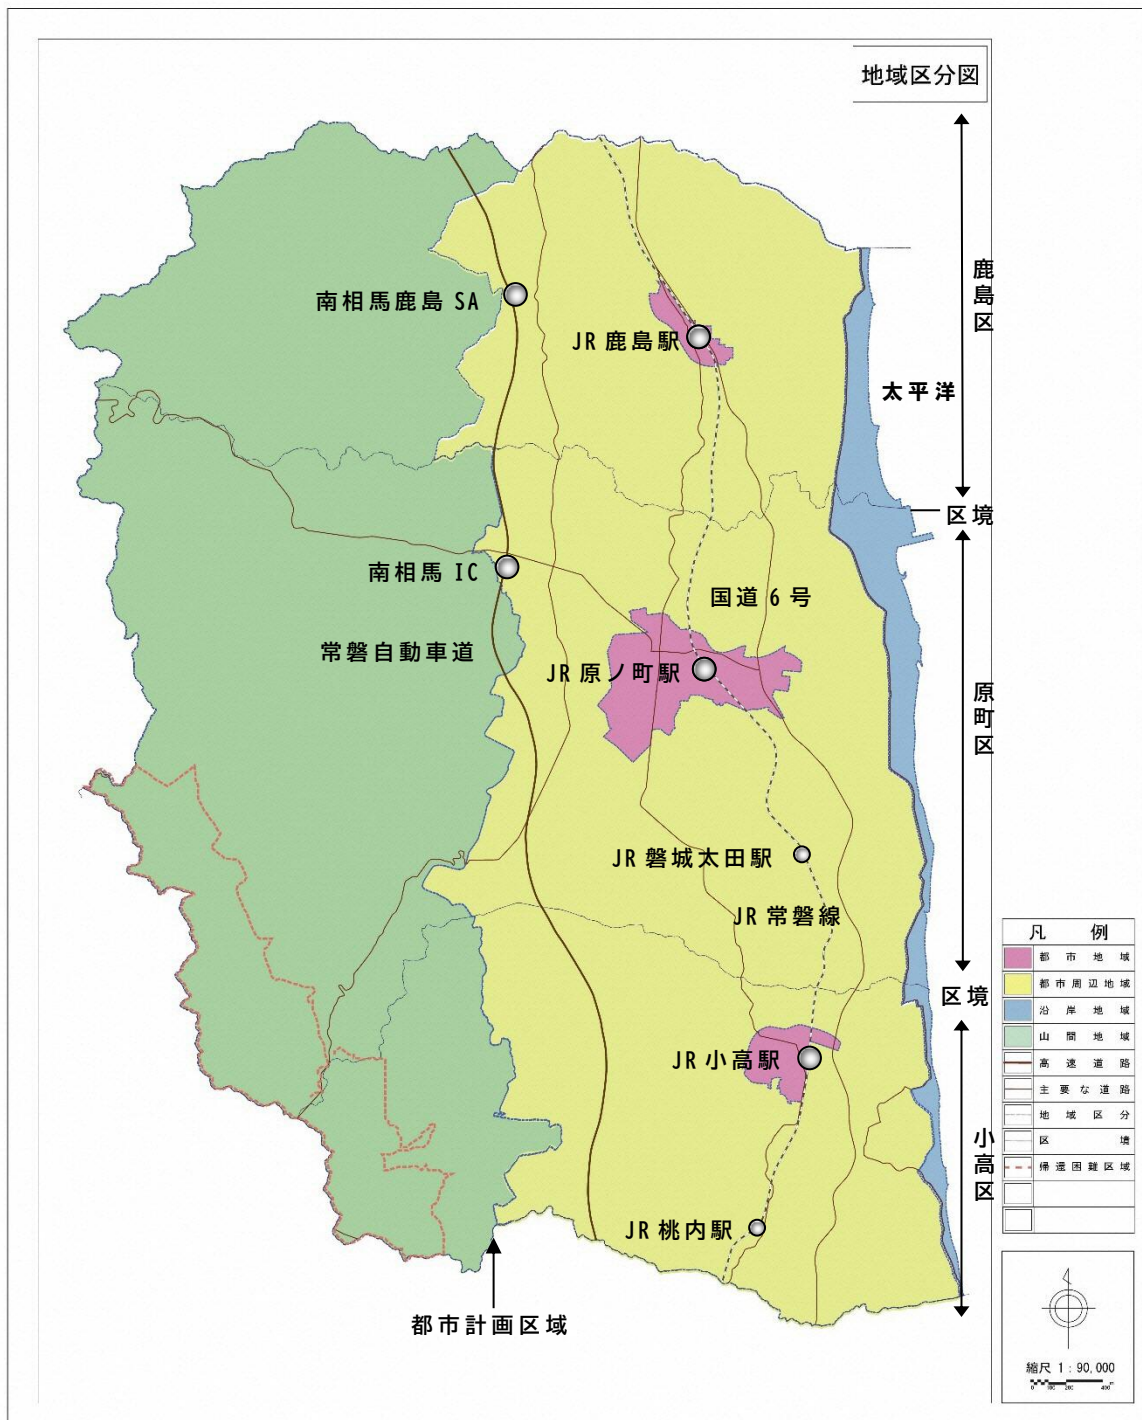 地域区分図
鹿島区
南相馬鹿島 SA
JR 鹿島駅
太平洋
区境
南相馬 IC
国道 6 号
常磐自動車道
JR 原ノ町駅
原町区
JR 磐城太田駅
JR 常磐線
区境
JR 小高駅
小高区
JR 桃内駅
都市計画区域
凡 例
都市地域
都市周辺地域
沿岸地域
山間地域
高速道路
主要な道路
地域区分
区境
帰還困難区域
縮尺 1 : 90,000